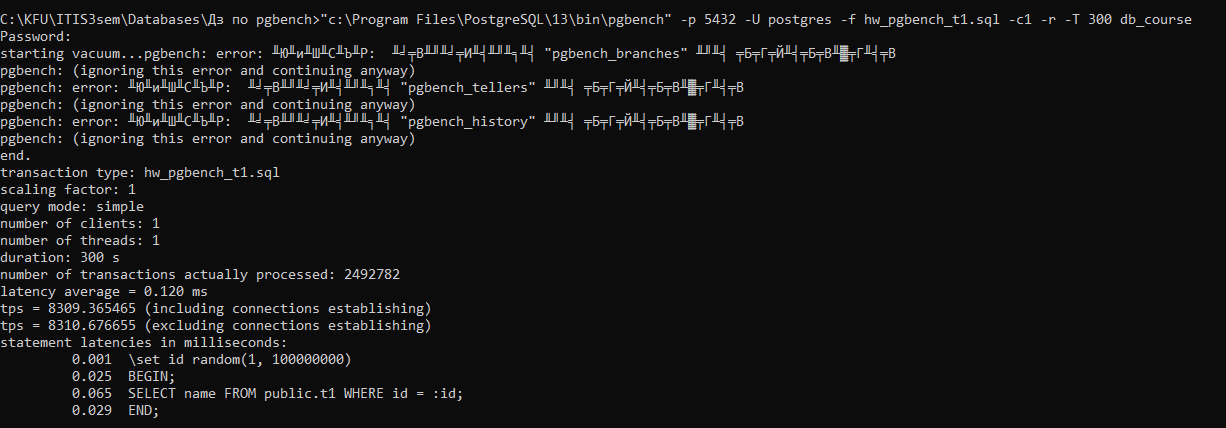 C:\KFU\ITIS3sem\Databases\Дз по pgbench>"c:\Program Files\PostgreSQL\13\bin\pgbench" -p 5432 -U postgres -f hw_pgbench_t1.sql -c1 -r -T 300 db_course
Password:
starting vacuum...pgbench: error: ╨Ю╨и╨Ш╨С╨Ъ╨Р:  ╨╛╤В╨╜╨╛╤И╨╡╨╜╨╕╨╡ "pgbench_branches" ╨╜╨╡ ╤Б╤Г╤Й╨╡╤Б╤В╨▓╤Г╨╡╤В
pgbench: (ignoring this error and continuing anyway)
pgbench: error: ╨Ю╨и╨Ш╨С╨Ъ╨Р:  ╨╛╤В╨╜╨╛╤И╨╡╨╜╨╕╨╡ "pgbench_tellers" ╨╜╨╡ ╤Б╤Г╤Й╨╡╤Б╤В╨▓╤Г╨╡╤В
pgbench: (ignoring this error and continuing anyway)
pgbench: error: ╨Ю╨и╨Ш╨С╨Ъ╨Р:  ╨╛╤В╨╜╨╛╤И╨╡╨╜╨╕╨╡ "pgbench_history" ╨╜╨╡ ╤Б╤Г╤Й╨╡╤Б╤В╨▓╤Г╨╡╤В
pgbench: (ignoring this error and continuing anyway)
end.
transaction type: hw_pgbench_t1.sql
scaling factor: 1
query mode: simple
number of clients: 1
number of threads: 1
duration: 300 s
number of transactions actually processed: 2492782
latency average = 0.120 ms
tps = 8309.365465 (including connections establishing)
tps = 8310.676655 (excluding connections establishing)
statement latencies in milliseconds:
0.001  \set id random(1, 100000000)
0.025  BEGIN;
0.065  SELECT name FROM public.t1 WHERE id = :id;
0.029  END;